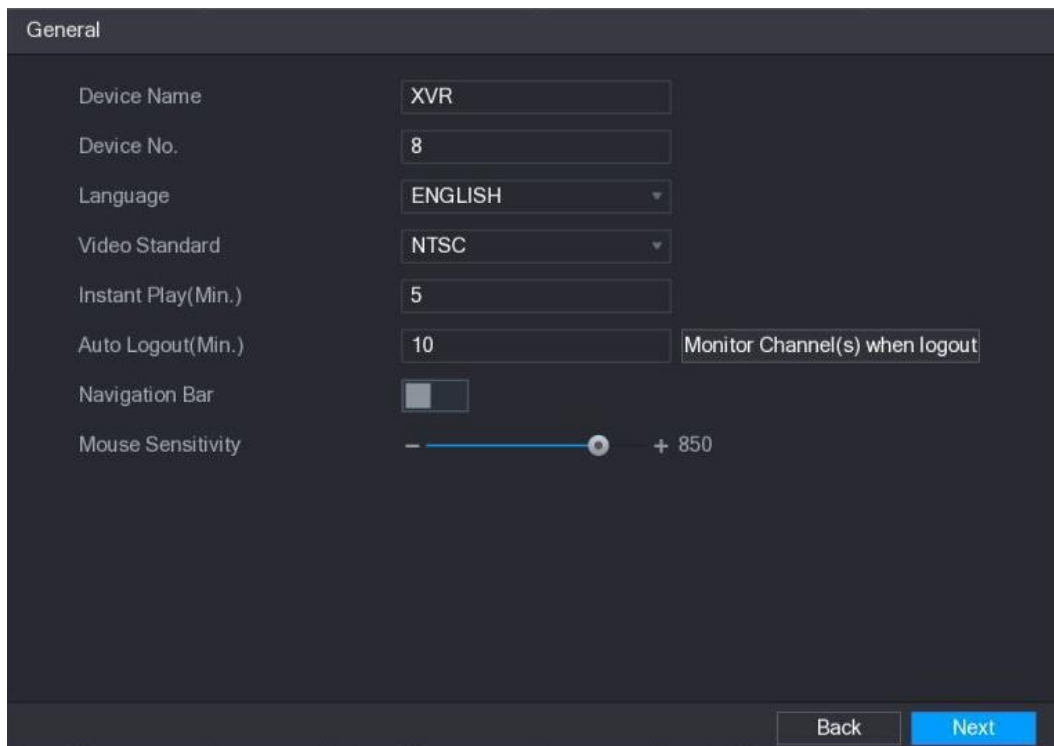 General
Device Name XVR
Device No. 8
Language ENGLISH
Video Standard NTSC
Instant Play(Min.) 5
Auto Logout(Min.) 10 Monitor Channel(s) when logout
Navigation Bar
Mouse Sensitivity − + 850
Back Next